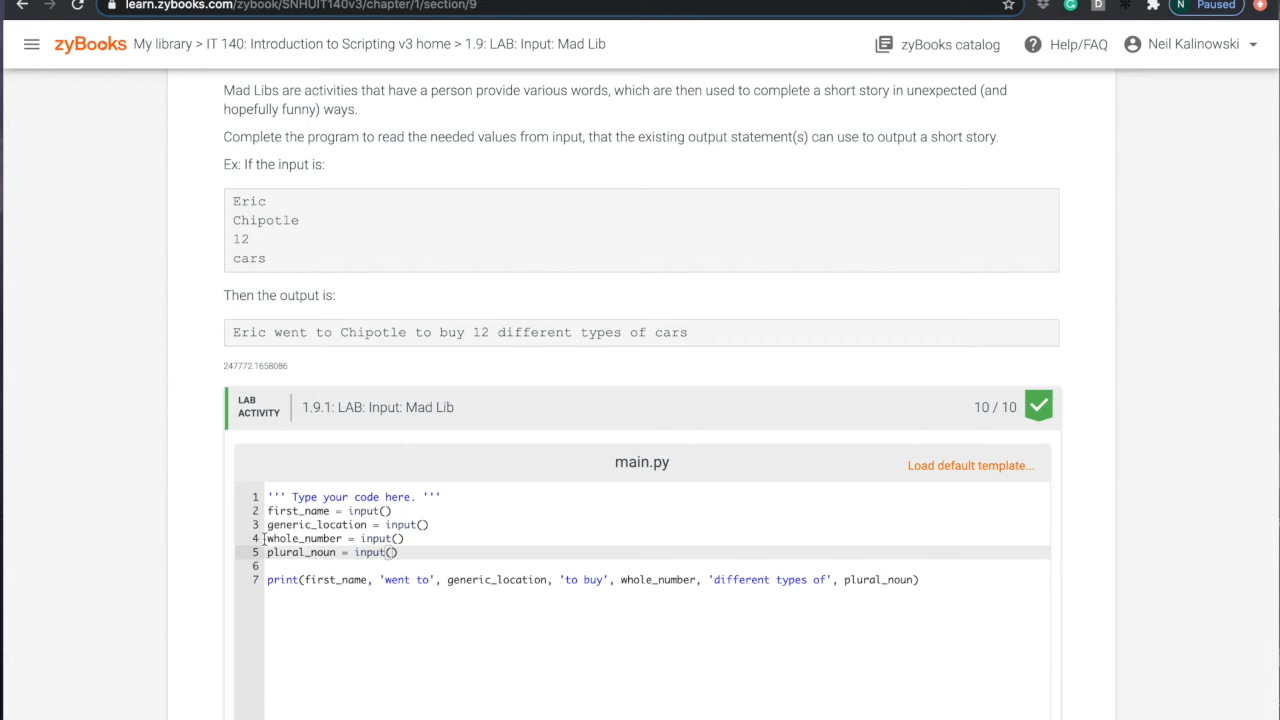 learn.zybooks.com/zybook/SNHUIT140v3/chapter/1/section/9
N Paused
zyBooks My library > IT 140: Introduction to Scripting v3 home > 1.9: LAB: Input: Mad Lib
zyBooks catalog
Help/FAQ
Neil Kalinowski
Mad Libs are activities that have a person provide various words, which are then used to complete a short story in unexpected (and
hopefully funny) ways.
Complete the program to read the needed values from input, that the existing output statement(s) can use to output a short story.
Ex: If the input is:
Eric
Chipotle
12
cars
Then the output is:
Eric went to Chipotle to buy 12 different types of cars
247772.1658086
LAB
ACTIVITY
1.9.1: LAB: Input: Mad Lib
10 / 10
main.py
Load default template...
1 ''' Type your code here. '''
2 first_name = input()
3 generic_location = input()
4 whole_number = input()
5 plural_noun = input()
6
7 print(first_name, 'went to', generic_location, 'to buy', whole_number, 'different types of', plural_noun)